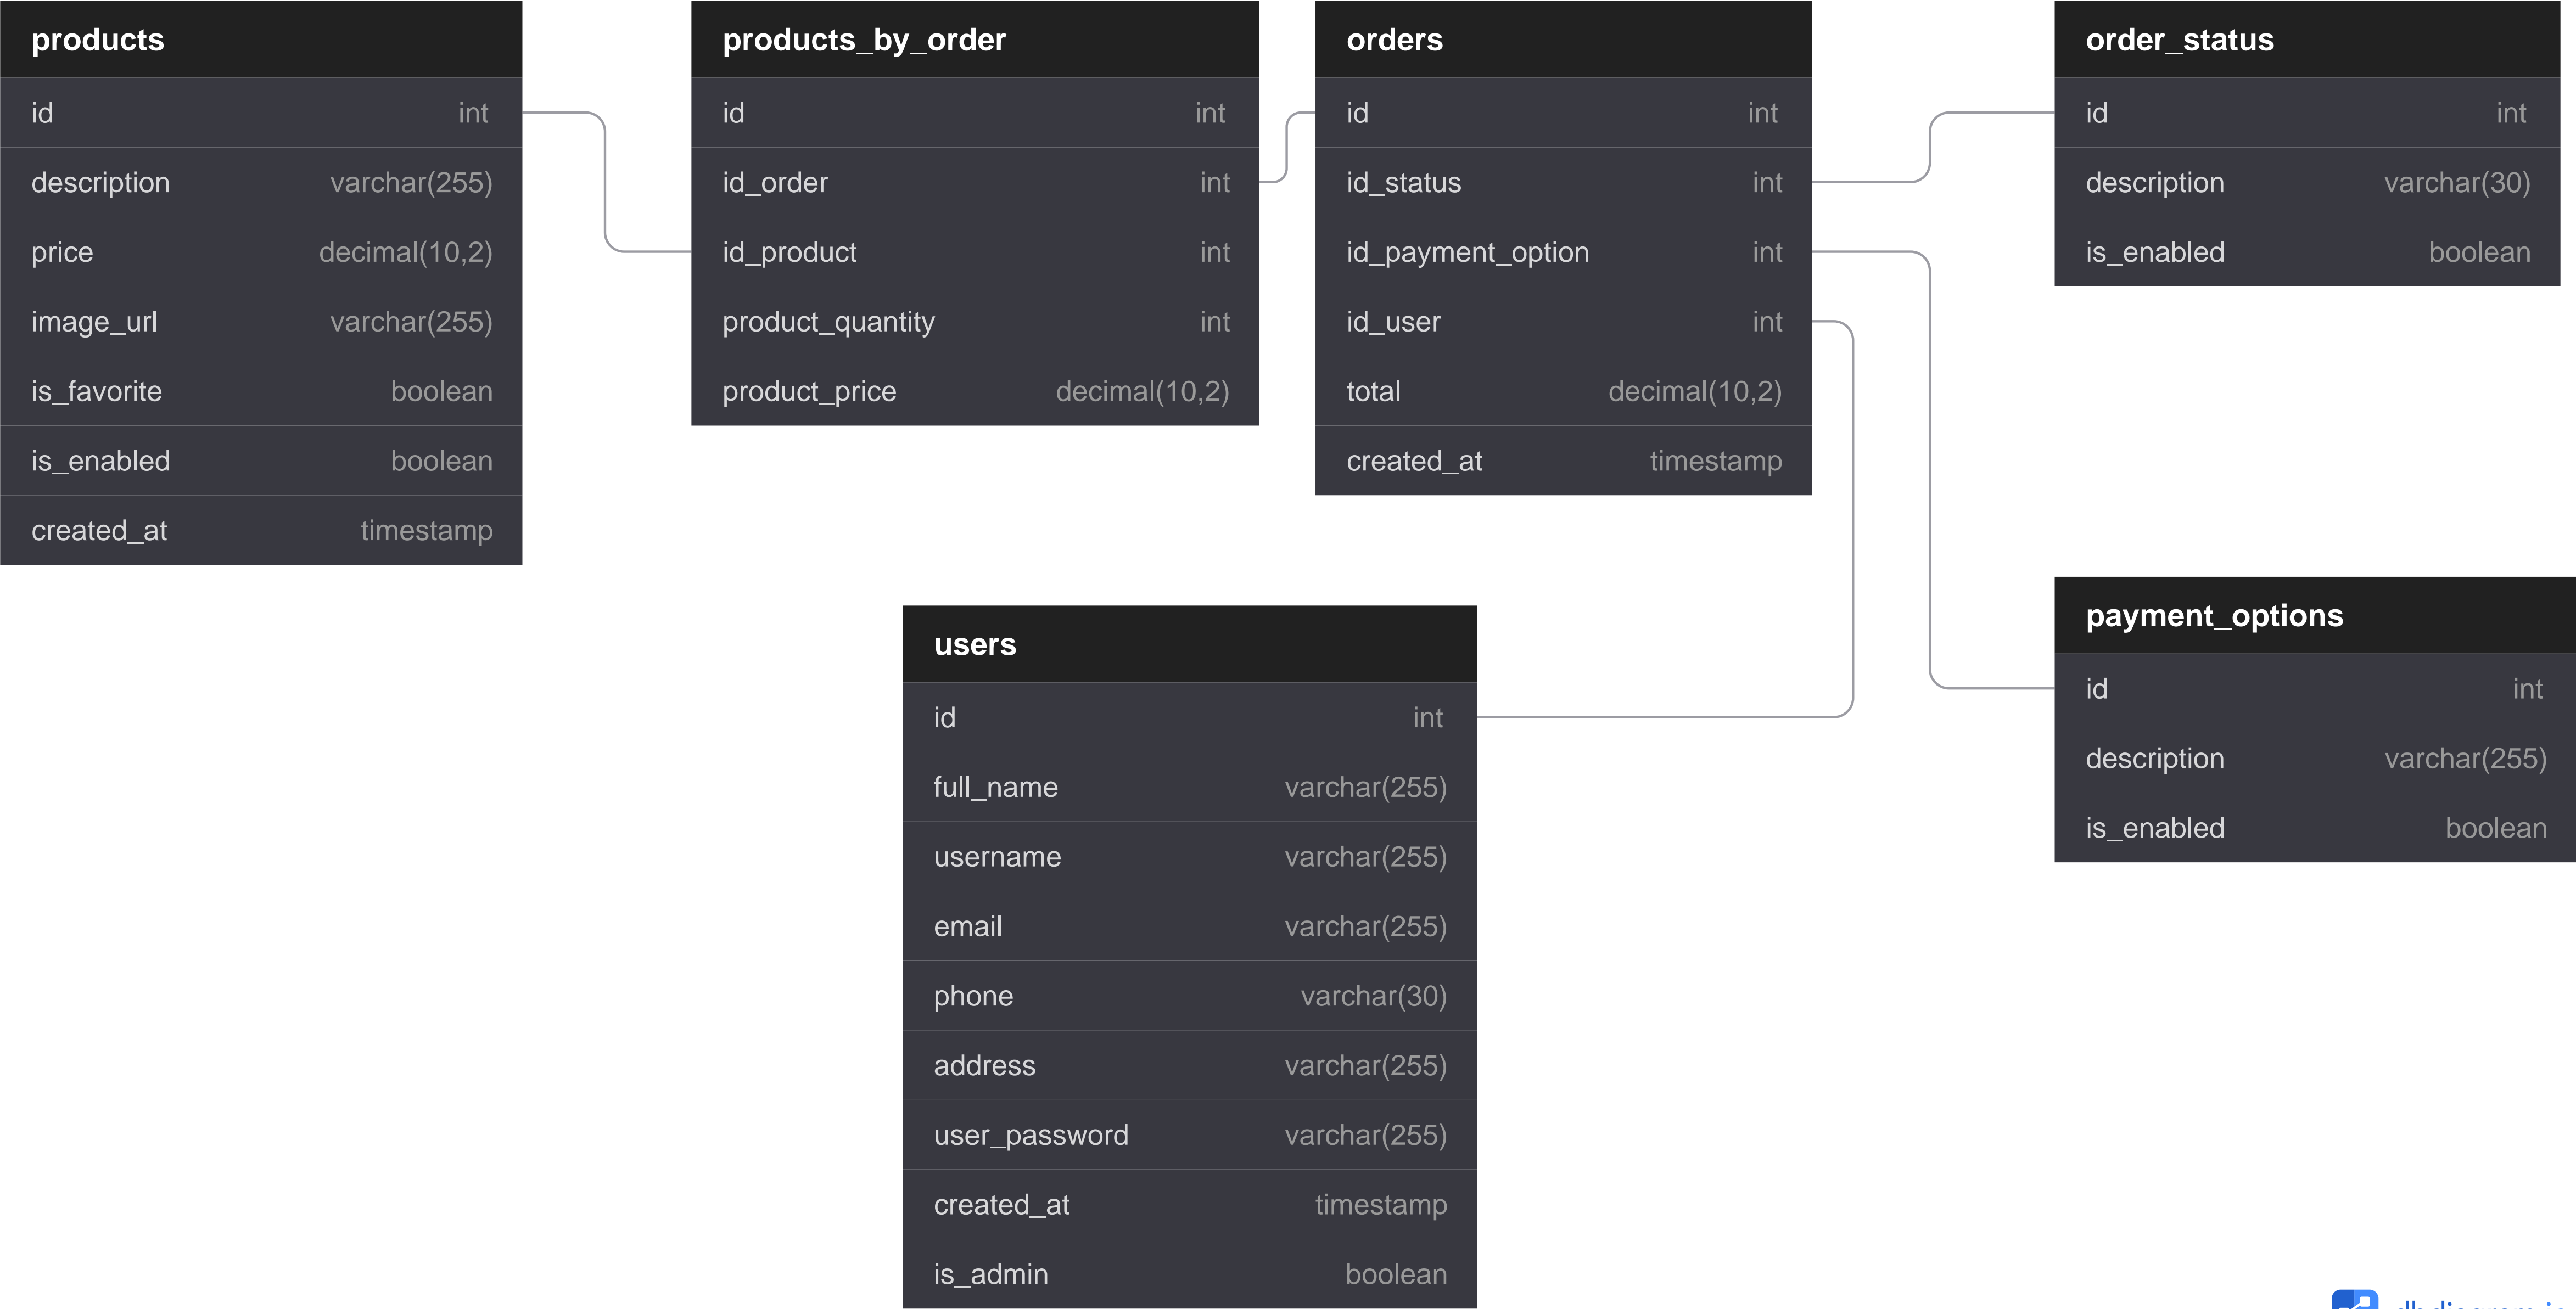 products
id int
description varchar(255)
price decimal(10,2)
image_url varchar(255)
is_favorite boolean
is_enabled boolean
created_at timestamp
products_by_order
id int
id_order int
id_product int
product_quantity int
product_price decimal(10,2)
orders
id int
id_status int
id_payment_option int
id_user int
total decimal(10,2)
created_at timestamp
order_status
id int
description varchar(30)
is_enabled boolean
users
id int
full_name varchar(255)
username varchar(255)
email varchar(255)
phone varchar(30)
address varchar(255)
user_password varchar(255)
created_at timestamp
is_admin boolean
payment_options
id int
description varchar(255)
is_enabled boolean